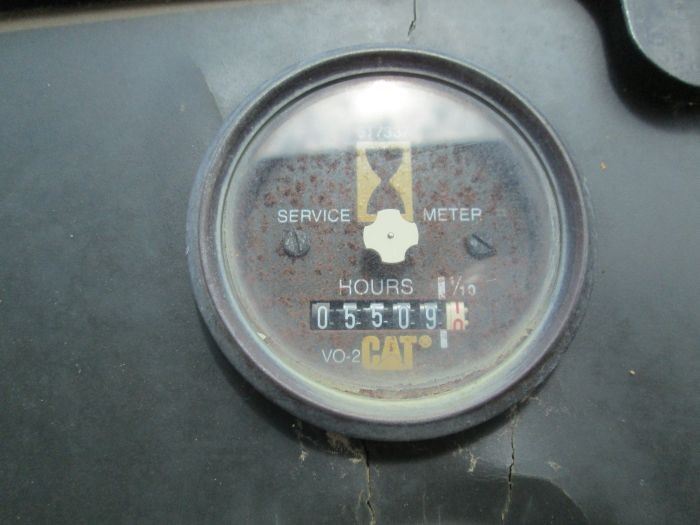 SERVICE METER
HOURS 1/10
05509
VO-2 CAT®